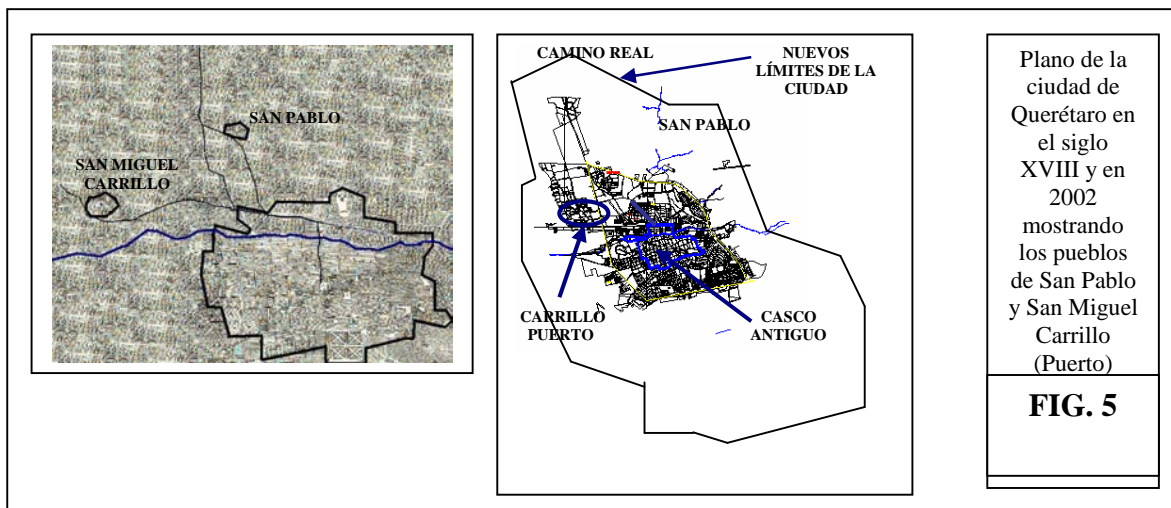 SAN PABLO
SAN MIGUEL
CARRILLO
CAMINO REAL
NUEVOS
LÍMITES DE LA
CIUDAD
SAN PABLO
CARRILLO
PUERTO
CASCO
ANTIGUO
Plano de la
ciudad de
Querétaro en
el siglo
XVIII y en
2002
mostrando
los pueblos
de San Pablo
y San Miguel
Carrillo
(Puerto)
FIG. 5